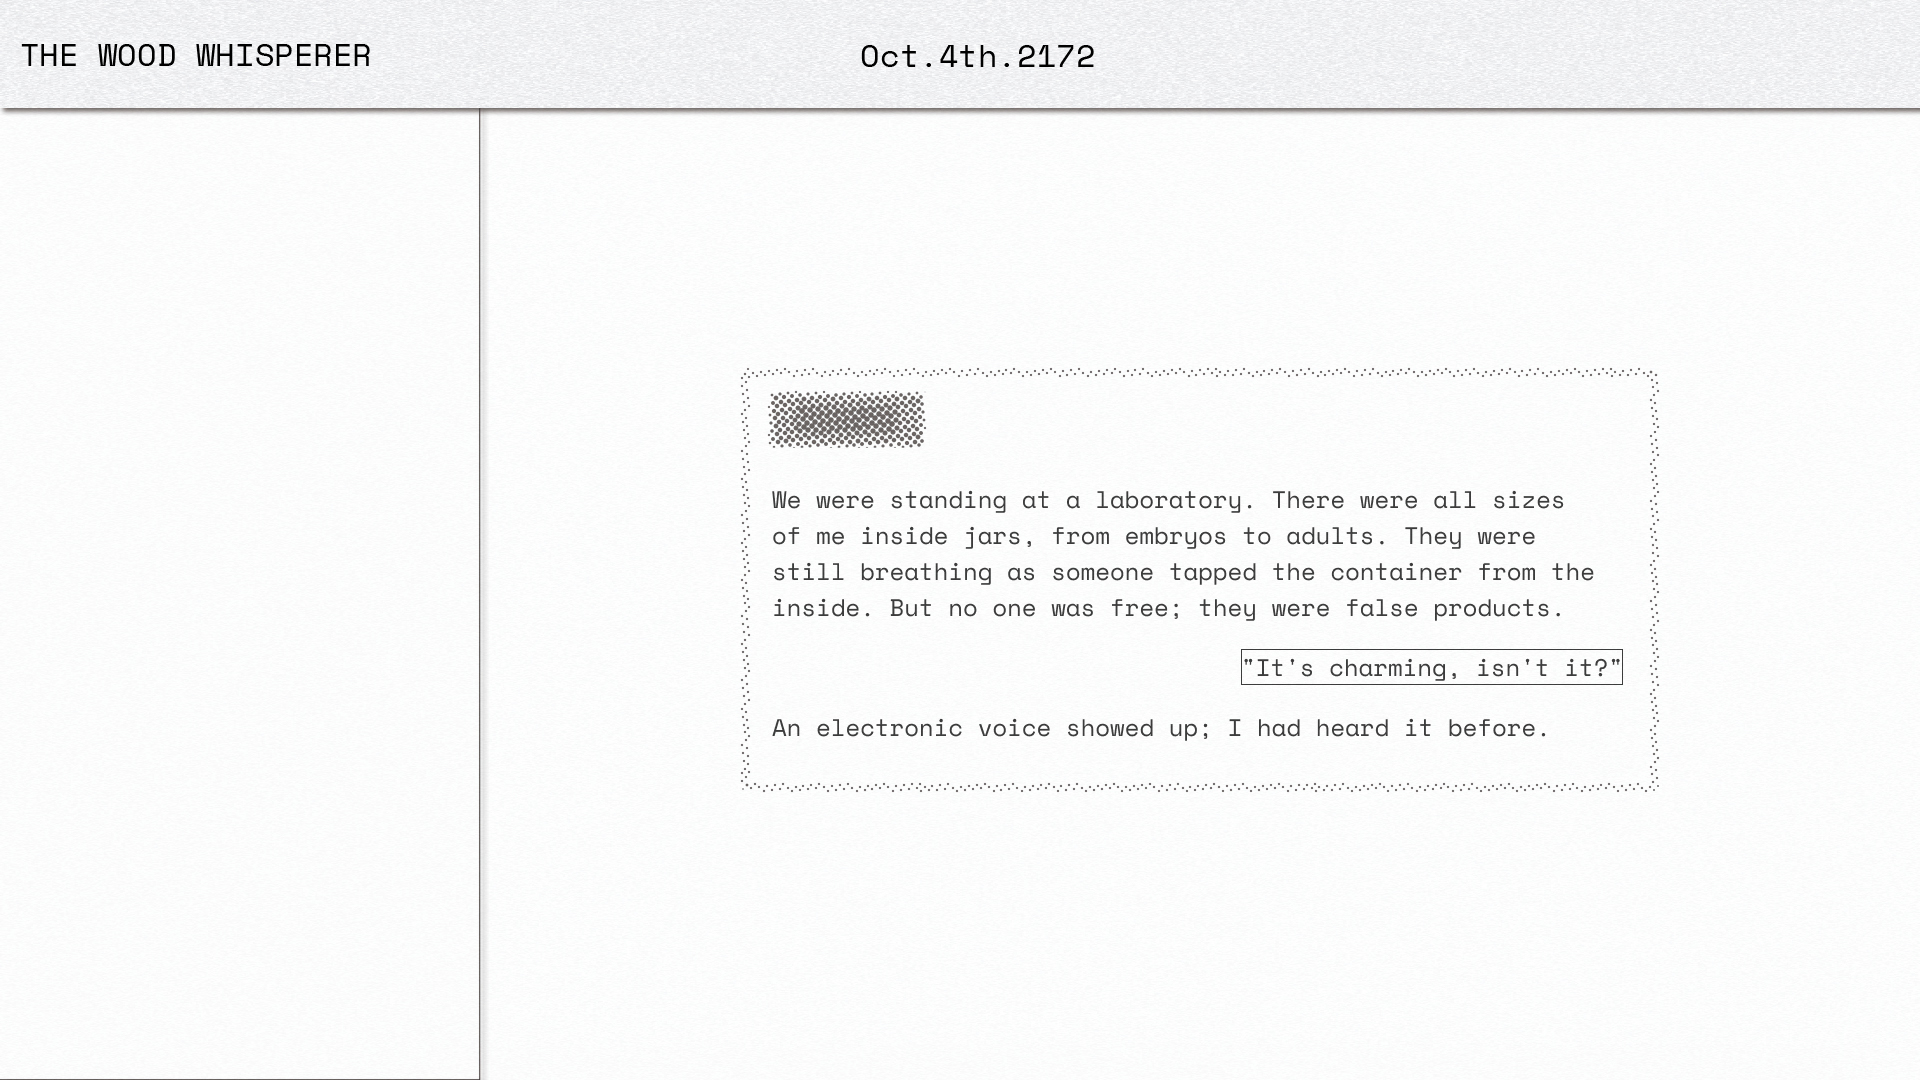 THE WOOD WHISPERER
Oct.4th.2172
We were standing at a laboratory. There were all sizes
of me inside jars, from embryos to adults. They were
still breathing as someone tapped the container from the
inside. But no one was free; they were false products.
"It's charming, isn't it?"
An electronic voice showed up; I had heard it before.